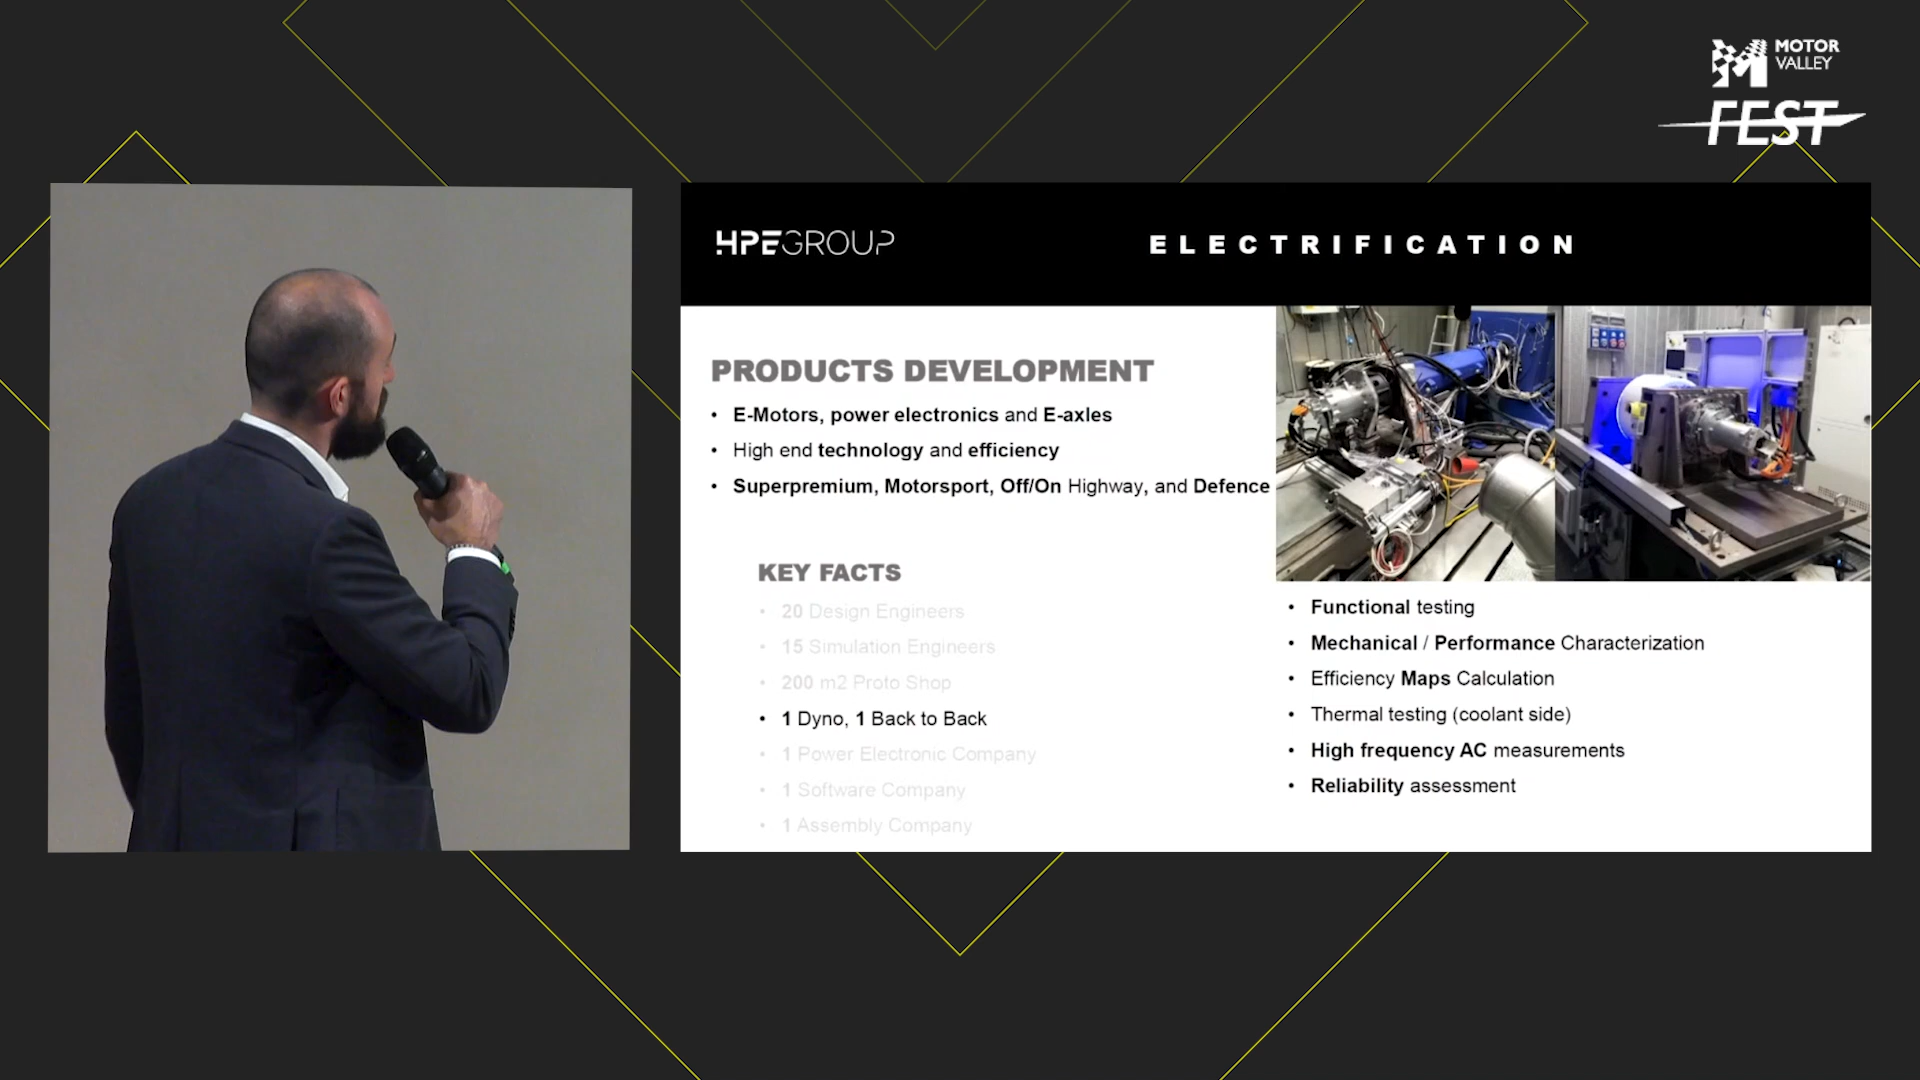 MOTOR
VALLEY
FEST
HPEGROUP
ELECTRIFICATION
PRODUCTS DEVELOPMENT
• E-Motors, power electronics and E-axles
• High end technology and efficiency
• Superpremium, Motorsport, Off/On Highway, and Defence
KEY FACTS
• 20 Design Engineers
• 15 Simulation Engineers
• 200 m2 Proto Shop
• 1 Dyno, 1 Back to Back
• 1 Power Electronic Company
• 1 Software Company
• 1 Assembly Company
• Functional testing
• Mechanical / Performance Characterization
• Efficiency Maps Calculation
• Thermal testing (coolant side)
• High frequency AC measurements
• Reliability assessment